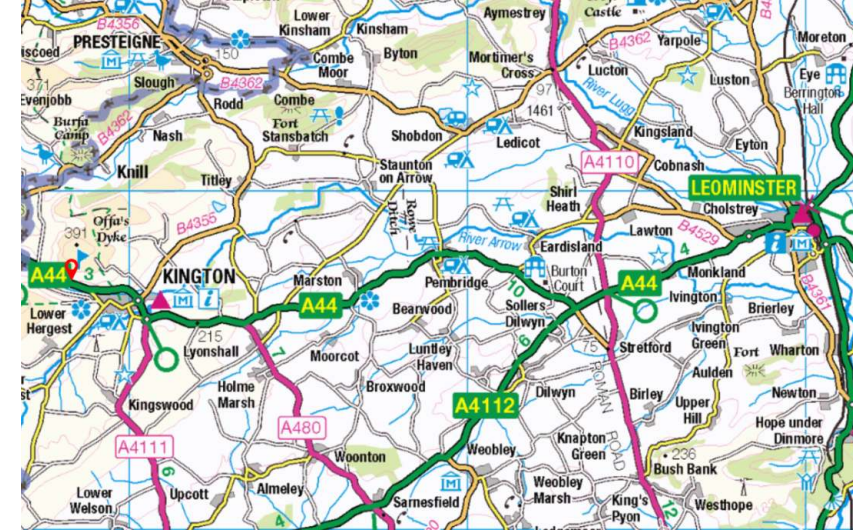 B4356
Lower
Kinsham
Kinsham
Aymestrey
Castle
B4362
Yarpole
Moreton
PRESTEIGNE
150
Combe
Moor
Byton
Mortimer's
Cross
Lucton
Luston
Eye
Berrington
Hall
371
Evenjobb
Slough
B4362
97
1461
River Lugg
Burfa
Camp
B4362
Rodd
Combe
Fort
Stansbatch
Nash
Shobdon
Ledicot
Kingsland
Eyton
Knill
Titley
Staunton
on Arrow
A4110
Cobnash
LEOMINSTER
Offa's
Dyke
391
B4355
Rowe
Ditch
Shirl
Heath
Cholstrey
Lawton
B4529
4
River Arrow
Eardisland
A44
3
KINGTON
Marston
A44
Pembridge
10
Burton
Court
A44
Monkland
Ivington
B4361
Lower
Hergest
215
Lyonshall
Bearwood
Sollers
Dilwyn
6
75
Stretford
Ivington
Green
Brierley
Fort
Wharton
7
Moorcot
Luntley
Haven
Aulden
Holme
Marsh
Broxwood
Kingswood
A4112
Dilwyn
ROMAN ROAD
Birley
Upper
Hill
Newton
Hope under
Dinmore
A4111
A480
6
Woonton
Weobley
Knapton
Green
236
Bush Bank
Lower
Welson
Upcott
Almeley
4
Sarnesfield
Weobley
Marsh
King's
Pyon
12
Westhope